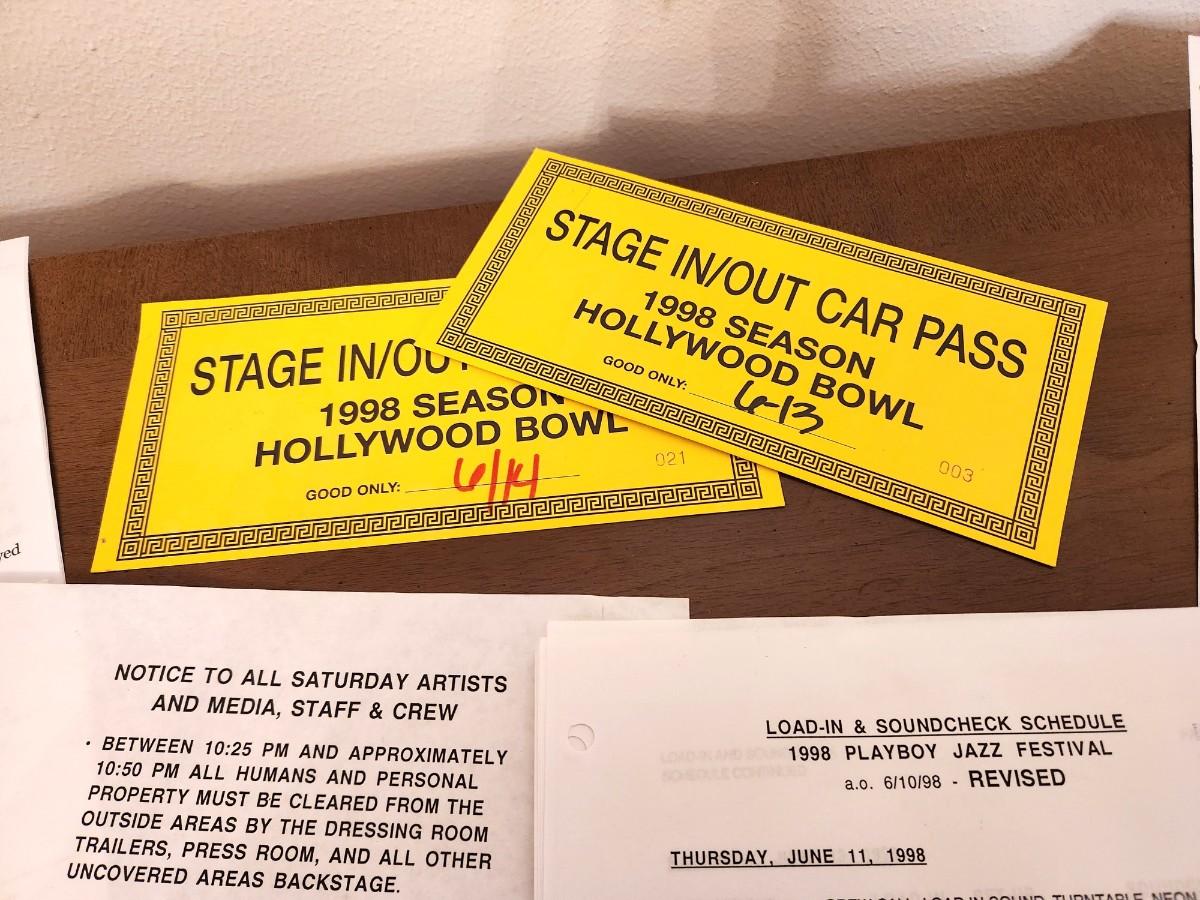 STAGE IN/OUT CAR PASS
1998 SEASON
HOLLYWOOD BOWL
GOOD ONLY: 6-13
003
STAGE IN/OU
1998 SEASON
HOLLYWOOD BOWL
GOOD ONLY: 6/14
021
NOTICE TO ALL SATURDAY ARTISTS
AND MEDIA, STAFF & CREW
· BETWEEN 10:25 PM AND APPROXIMATELY
10:50 PM ALL HUMANS AND PERSONAL
PROPERTY MUST BE CLEARED FROM THE
OUTSIDE AREAS BY THE DRESSING ROOM
TRAILERS, PRESS ROOM, AND ALL OTHER
UNCOVERED AREAS BACKSTAGE.
LOAD-IN & SOUNDCHECK SCHEDULE
1998 PLAYBOY JAZZ FESTIVAL
a.o. 6/10/98 - REVISED
THURSDAY, JUNE 11, 1998